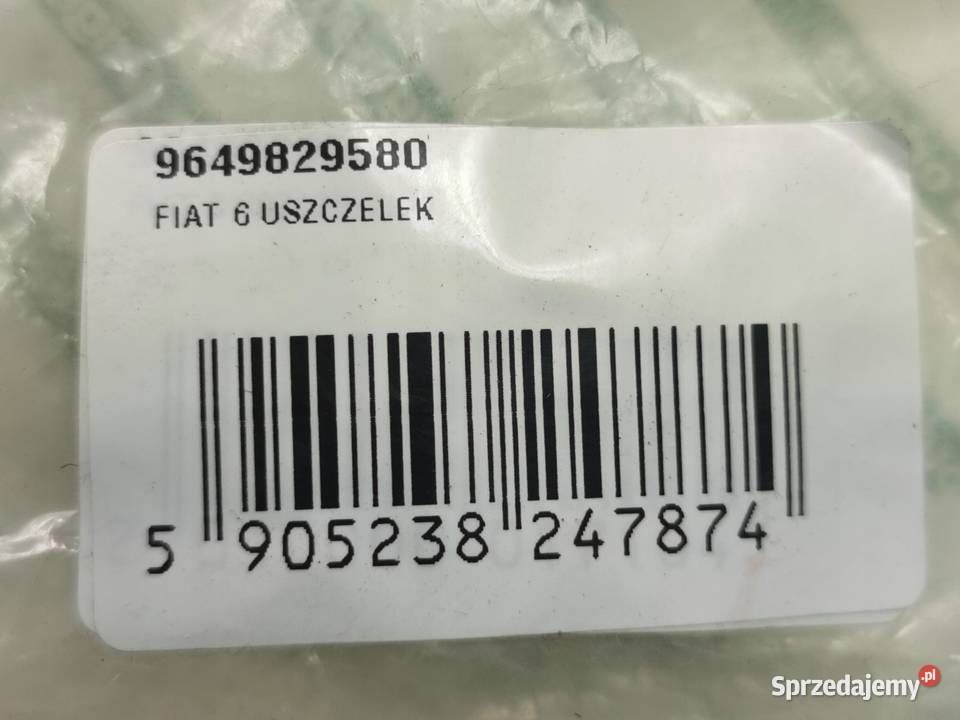 9649829580
FIAT 6 USZCZELEK
5 905238 247874
Sprzedajemy.pl